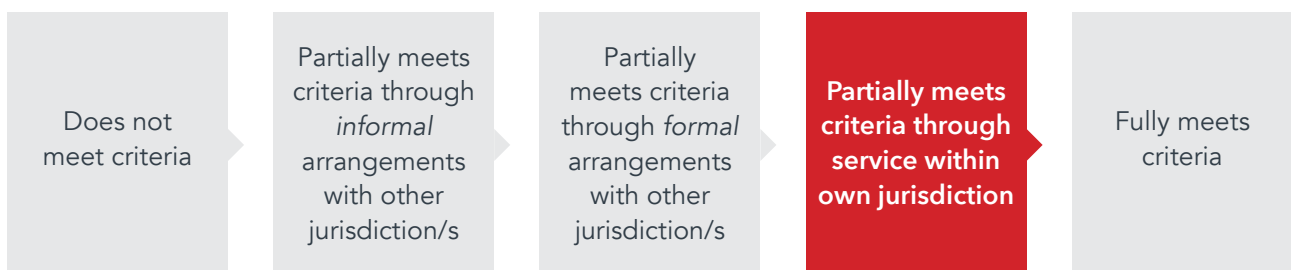 Does not
meet criteria
Partially meets
criteria through
informal
arrangements
with other
jurisdiction/s
Partially
meets criteria
through formal
arrangements
with other
jurisdiction/s
Partially meets
criteria through
service within
own jurisdiction
Fully meets
criteria